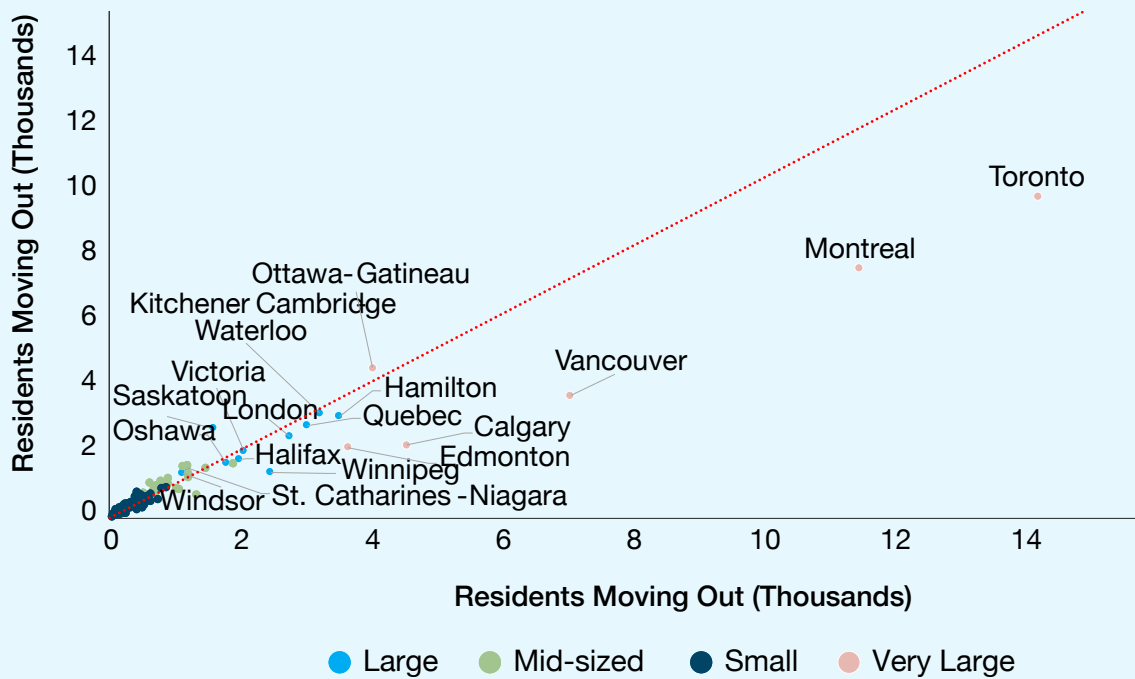 Residents Moving Out (Thousands)
14
12
10
8
6
4
2
0
Toronto
Montreal
Ottawa-Gatineau
Kitchener Cambridge
Waterloo
Vancouver
Victoria
Hamilton
Saskatoon
London
Quebec
Oshawa
Calgary
Halifax
Edmonton
Winnipeg
Windsor
St. Catharines -Niagara
0 2 4 6 8 10 12 14
Residents Moving Out (Thousands)
Large Mid-sized Small Very Large